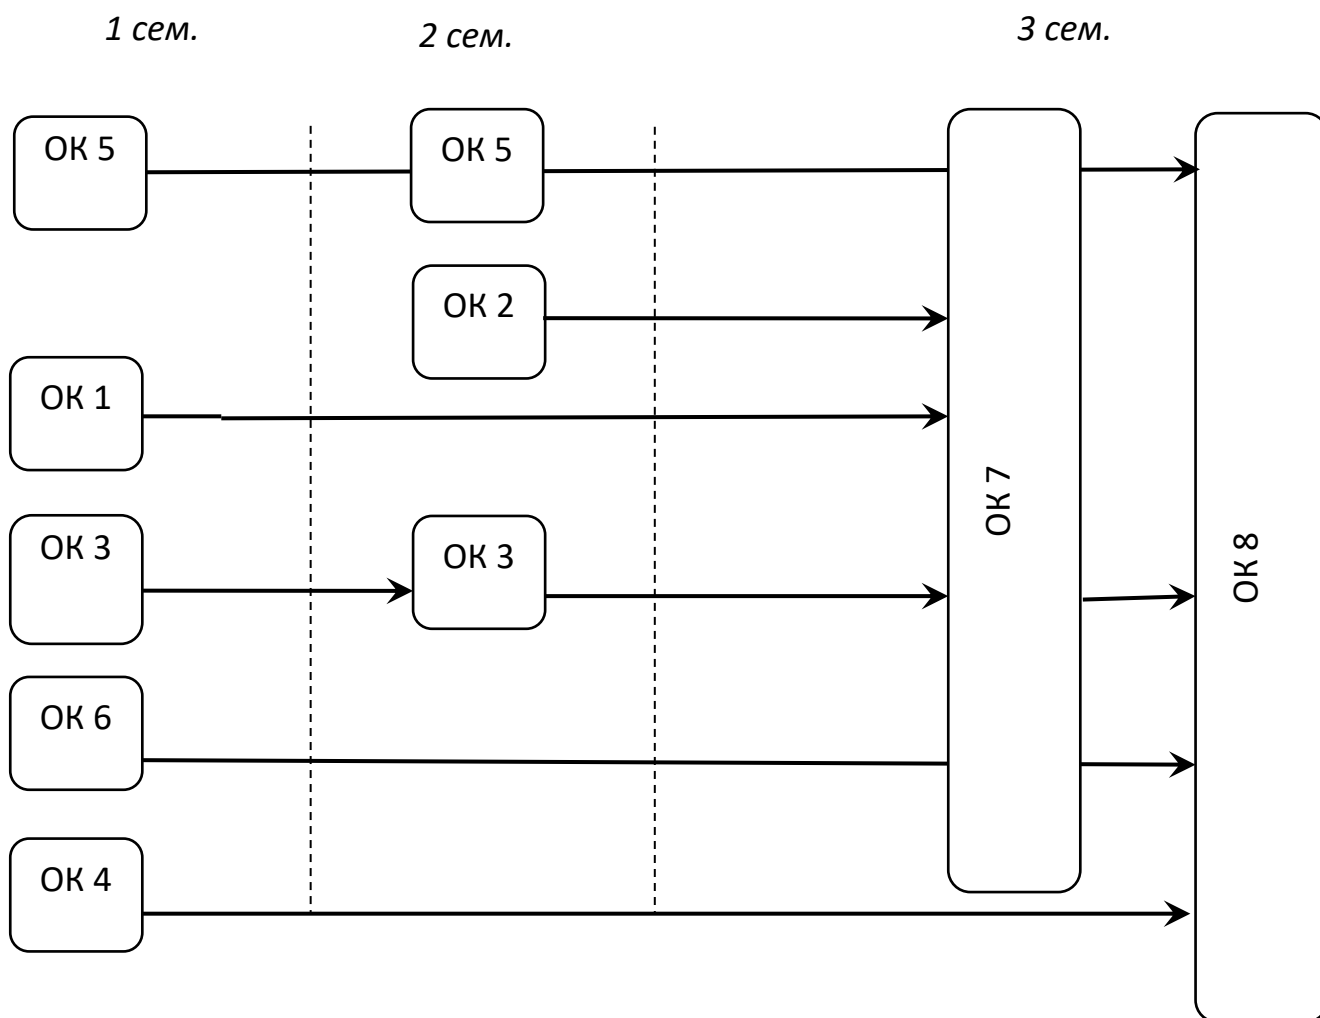 1 сем.
2 сем.
3 сем.
ОК 5
ОК 5
ОК 2
ОК 1
ОК 7
ОК 3
ОК 3
ОК 8
ОК 6
ОК 4